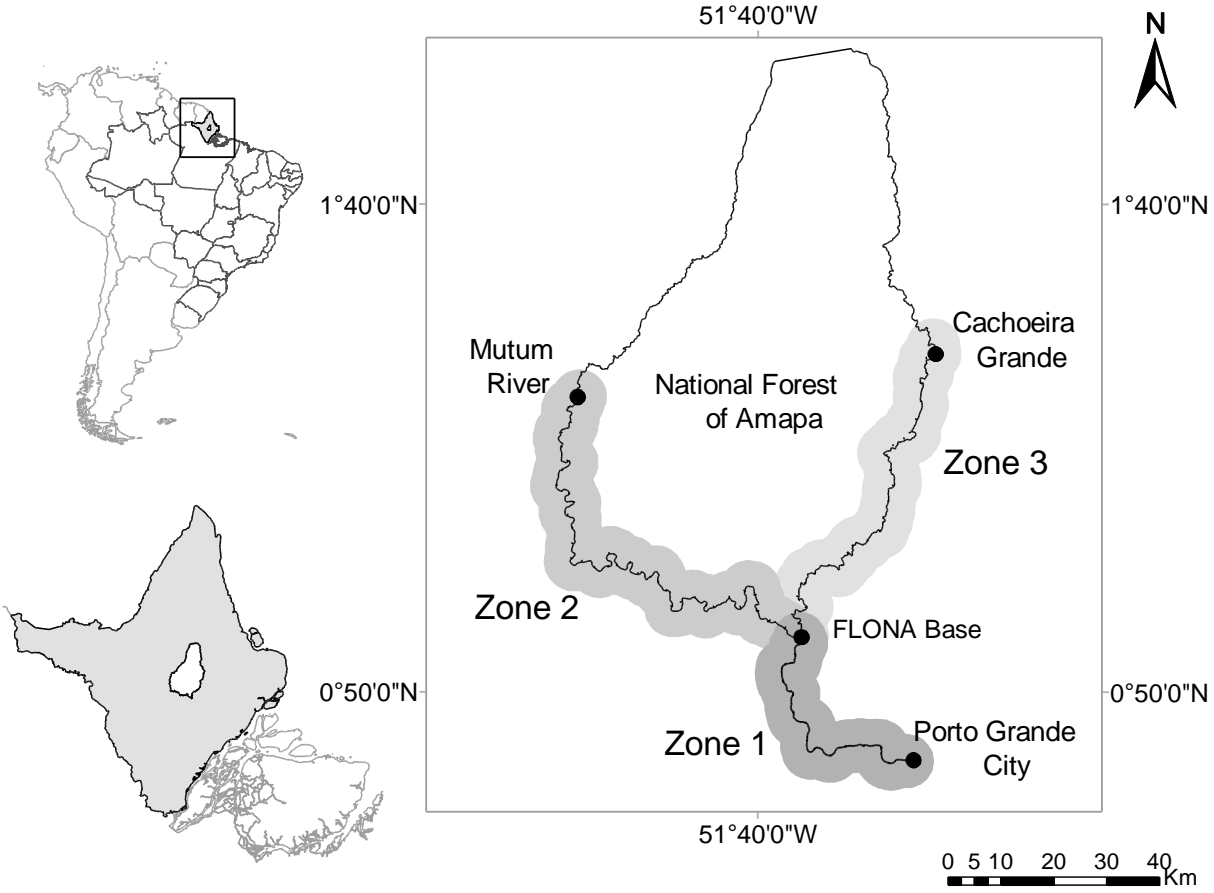 51°40'0"W
N
1°40'0"N
1°40'0"N
Cachoeira
Grande
Mutum
River
National Forest
of Amapa
Zone 3
Zone 2
FLONA Base
0°50'0"N
0°50'0"N
Porto Grande
City
Zone 1
51°40'0"W
0 5 10 20 30 40
Km